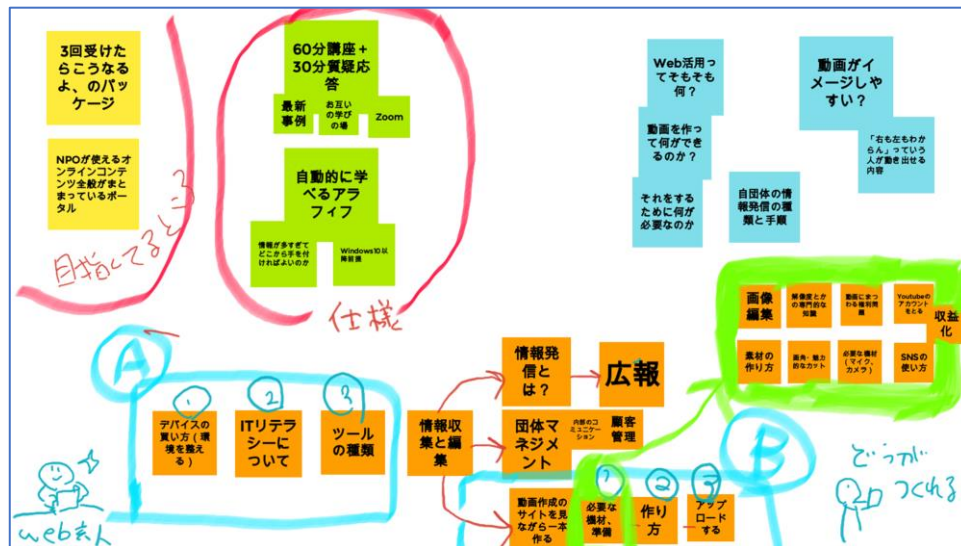 3回受けた
らこうなる
よ、のパッ
ケージ
NPOが使えるオ
ンラインコンテ
ンツ全般がまと
まっているポー
タル
目指してるところ
60分講座+
30分質疑応
答
最新
事例
お互い
の学び
の場
Zoom
自動的に学
べるアラ
フィフ
情報が多すぎて
どこから手を付
ければよいのか
Windows10以
降前提
仕様
Web活用っ
てそもそも
何?
動画を作っ
て何ができ
るのか?
それをする
ために何が
必要なのか
自団体の情
報発信の種
類と手順
動画がイ
メージしや
すい?
「右も左もわか
らん」っていう
人が動き出せる
内容
画像
編集
解像度とか
の専門的な
知識
動画にまつ
わる権利問
題
Youtubeの
アカウント
をとる
収益
化
素材の
作り方
画角・魅力
的なカット
必要な機材
(マイク、
カメラ)
SNSの
使い方
A
①
②
③
デバイスの
買い方(環
境を整え
る)
ITリテラ
シーに
ついて
ツール
の種類
web玄人
情報収
集と編
集
情報発
信とは?
広報
団体マ
ネジメ
ント
内部のコミ
ュニケー
ション
顧客
管理
動画作成の
サイトを見
ながら一本
作る
①
②
③
必要な
機材、
準備
作り
方
アップ
ロード
する
B
どうが
つくれる